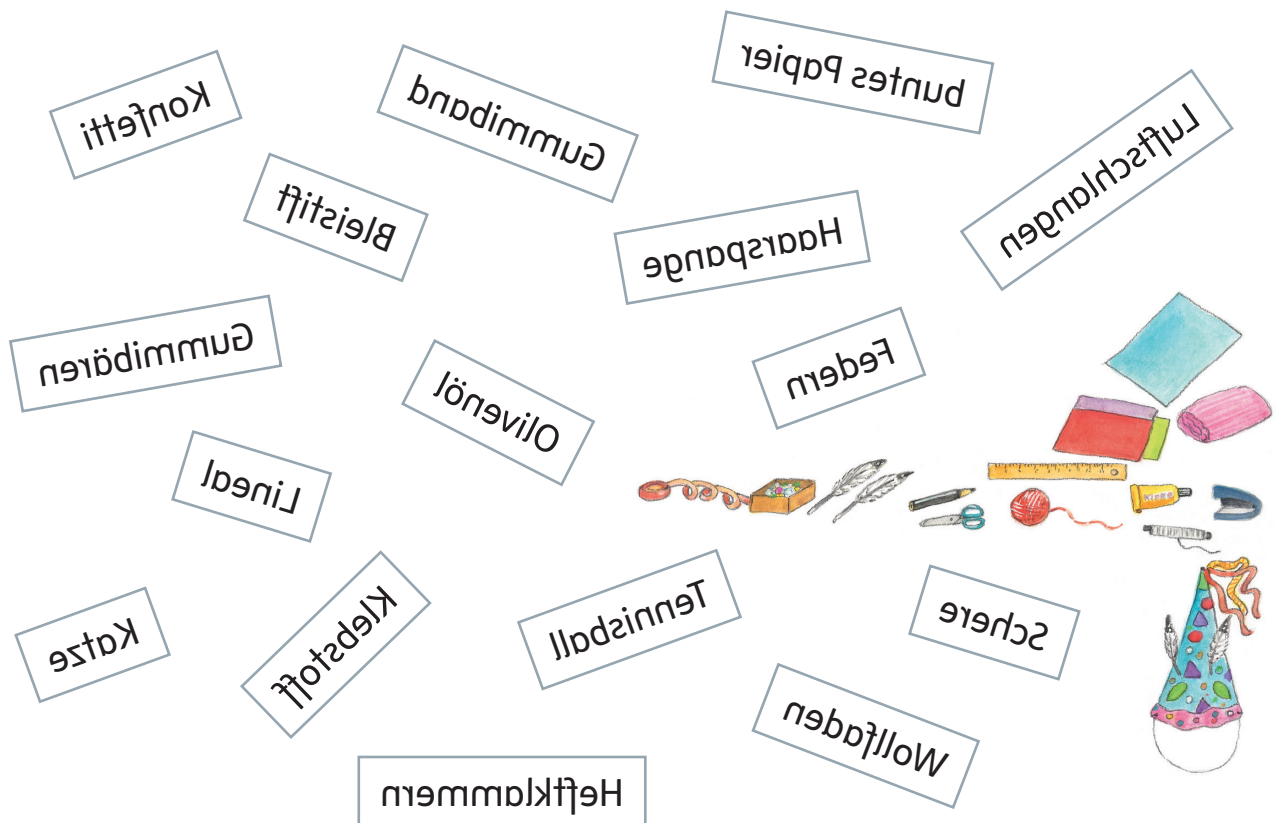 buntes Papier
Konfetti
Gummiband
Luftschlangen
Bleistift
Haarspange
Gummibären
Federn
Olivenöl
Lineal
Tennisball
Schere
Katze
Klebstoff
Wollfaden
Heftklammern